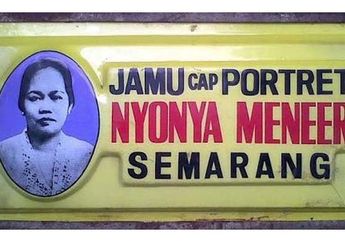 JAMU CAP PORTRET
NYONYA MENEER
SEMARANG